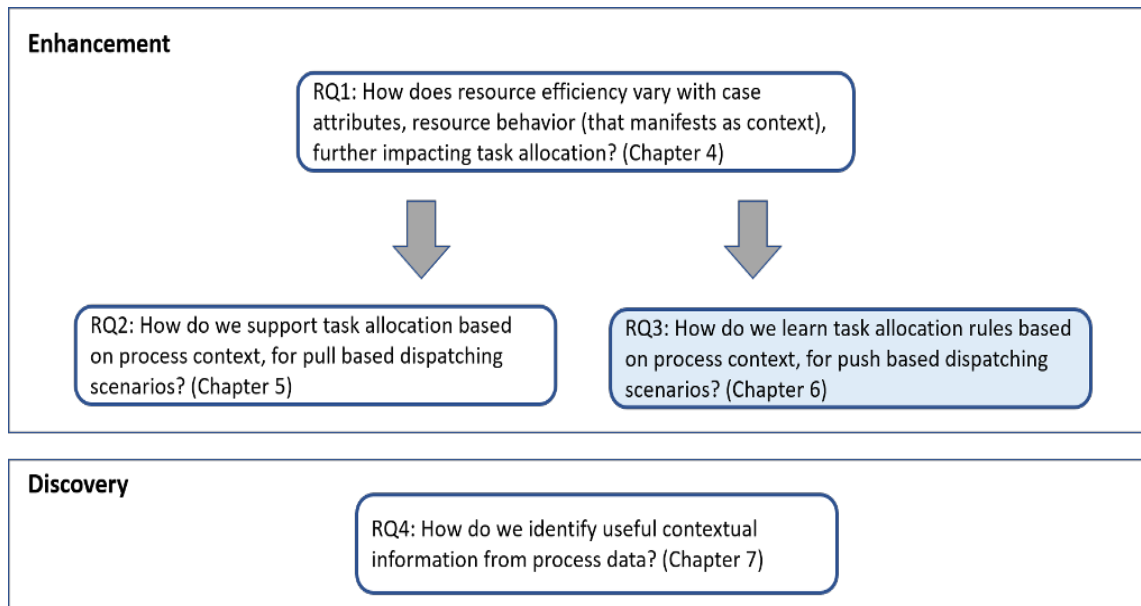 Enhancement
RQ1: How does resource efficiency vary with case
attributes, resource behavior (that manifests as context),
further impacting task allocation? (Chapter 4)
RQ2: How do we support task allocation based
on process context, for pull based dispatching
scenarios? (Chapter 5)
RQ3: How do we learn task allocation rules based
on process context, for push based dispatching
scenarios? (Chapter 6)
Discovery
RQ4: How do we identify useful contextual
information from process data? (Chapter 7)